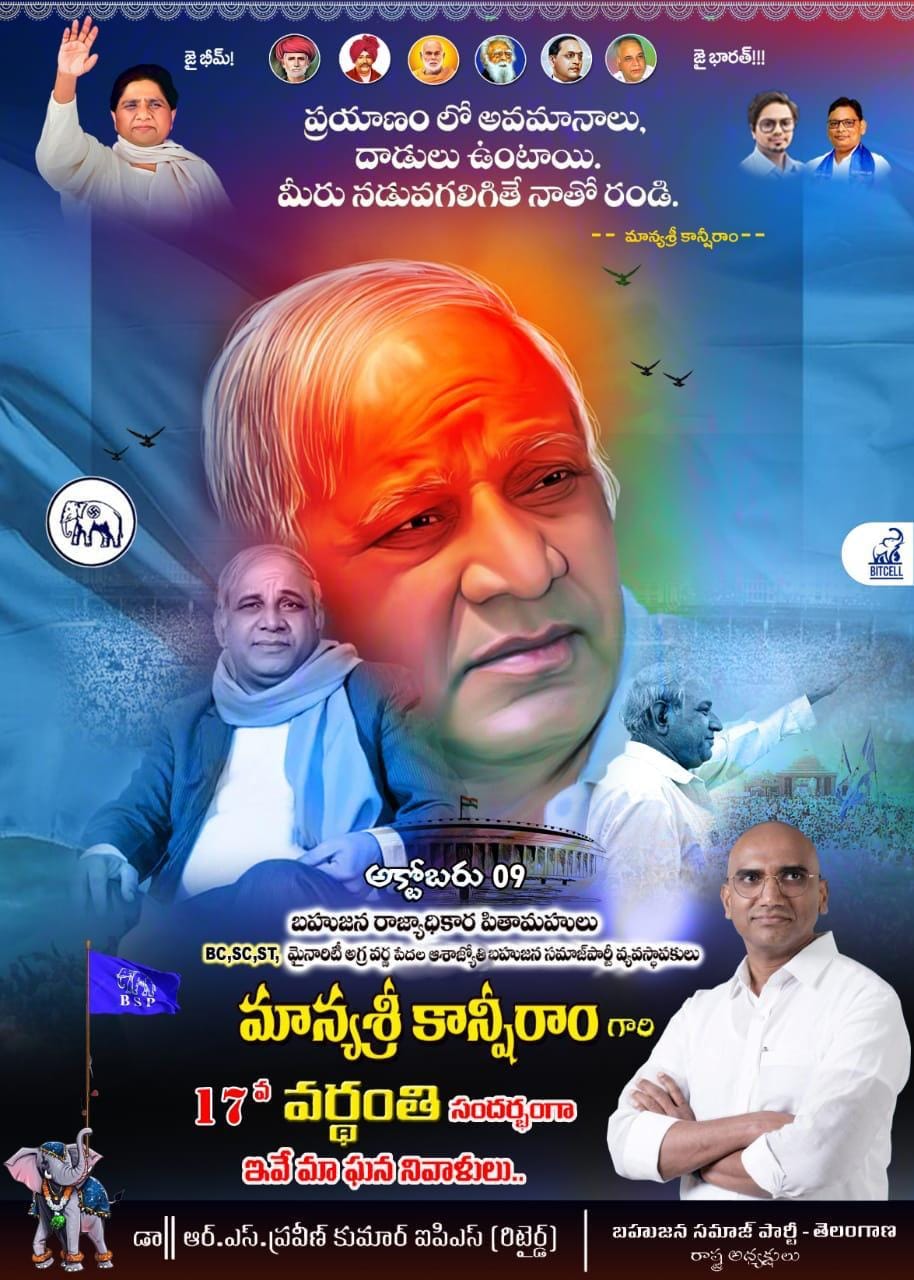 జై భీమ్!
జై భారత్!!!
ప్రయాణం లో అవమానాలు,
దాడులు ఉంటాయి.
మీరు నడువగలిగితే నాతో రండి.
-- మాన్యశ్రీ కాన్షీరాం--
BITCELL
అక్టోబరు 09
బహుజన రాజ్యాధికార పితామహులు
BC,SC,ST, మైనారిటీ అగ్ర వర్ణ పేదల ఆశాజ్యోతి బహుజన సమాజ్‌పార్టీ వ్యవస్థాపకులు
BSP
మాన్యశ్రీ కాన్షీరాం గారి
17వ వర్థంతి సందర్భంగా
ఇవే మా ఘన నివాళులు..
డా|| ఆర్.ఎస్.ప్రవీణ్ కుమార్ ఐపిఎస్ [రిటైర్డ్]
బహుజన సమాజ్ పార్టీ - తెలంగాణ
రాష్ట్ర అధ్యక్షులు